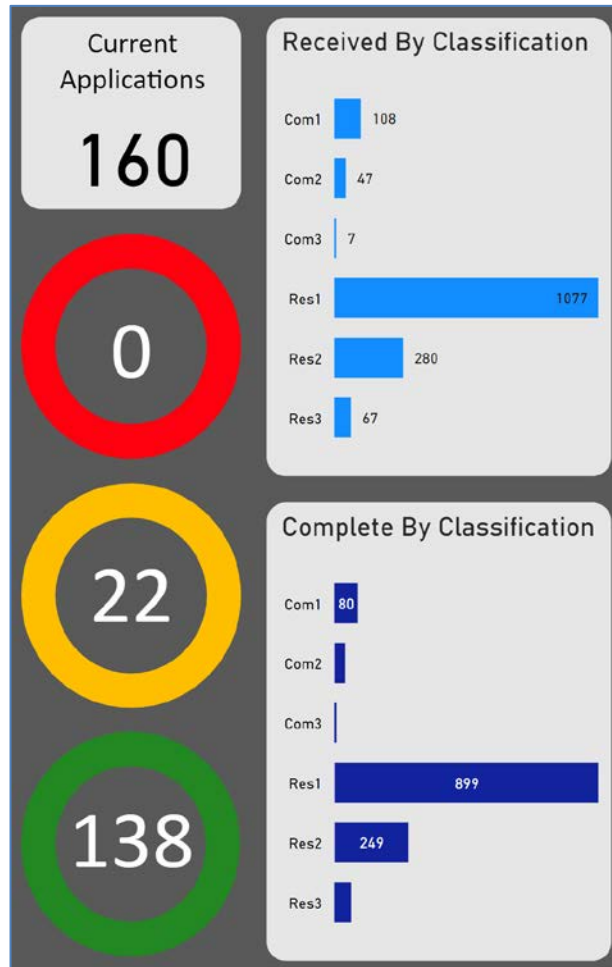 Current
Applications
160
0
22
138
Received By Classification
Com1 108
Com2 47
Com3 7
Res1 1077
Res2 280
Res3 67
Complete By Classification
Com1 80
Com2
Com3
Res1 899
Res2 249
Res3